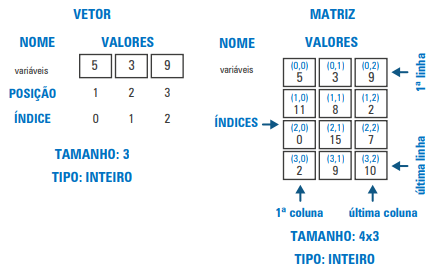 VETOR
NOME VALORES
variáveis 5 3 9
POSIÇÃO 1 2 3
ÍNDICE 0 1 2
TAMANHO: 3
TIPO: INTEIRO
MATRIZ
NOME VALORES
variáveis
(0,0) (0,1) (0,2)
5 3 9
1ª linha
(1,0) (1,1) (1,2)
11 8 2
ÍNDICES
(2,0) (2,1) (2,2)
0 15 7
(3,0) (3,1) (3,2)
2 9 10
última linha
1ª coluna última coluna
TAMANHO: 4x3
TIPO: INTEIRO